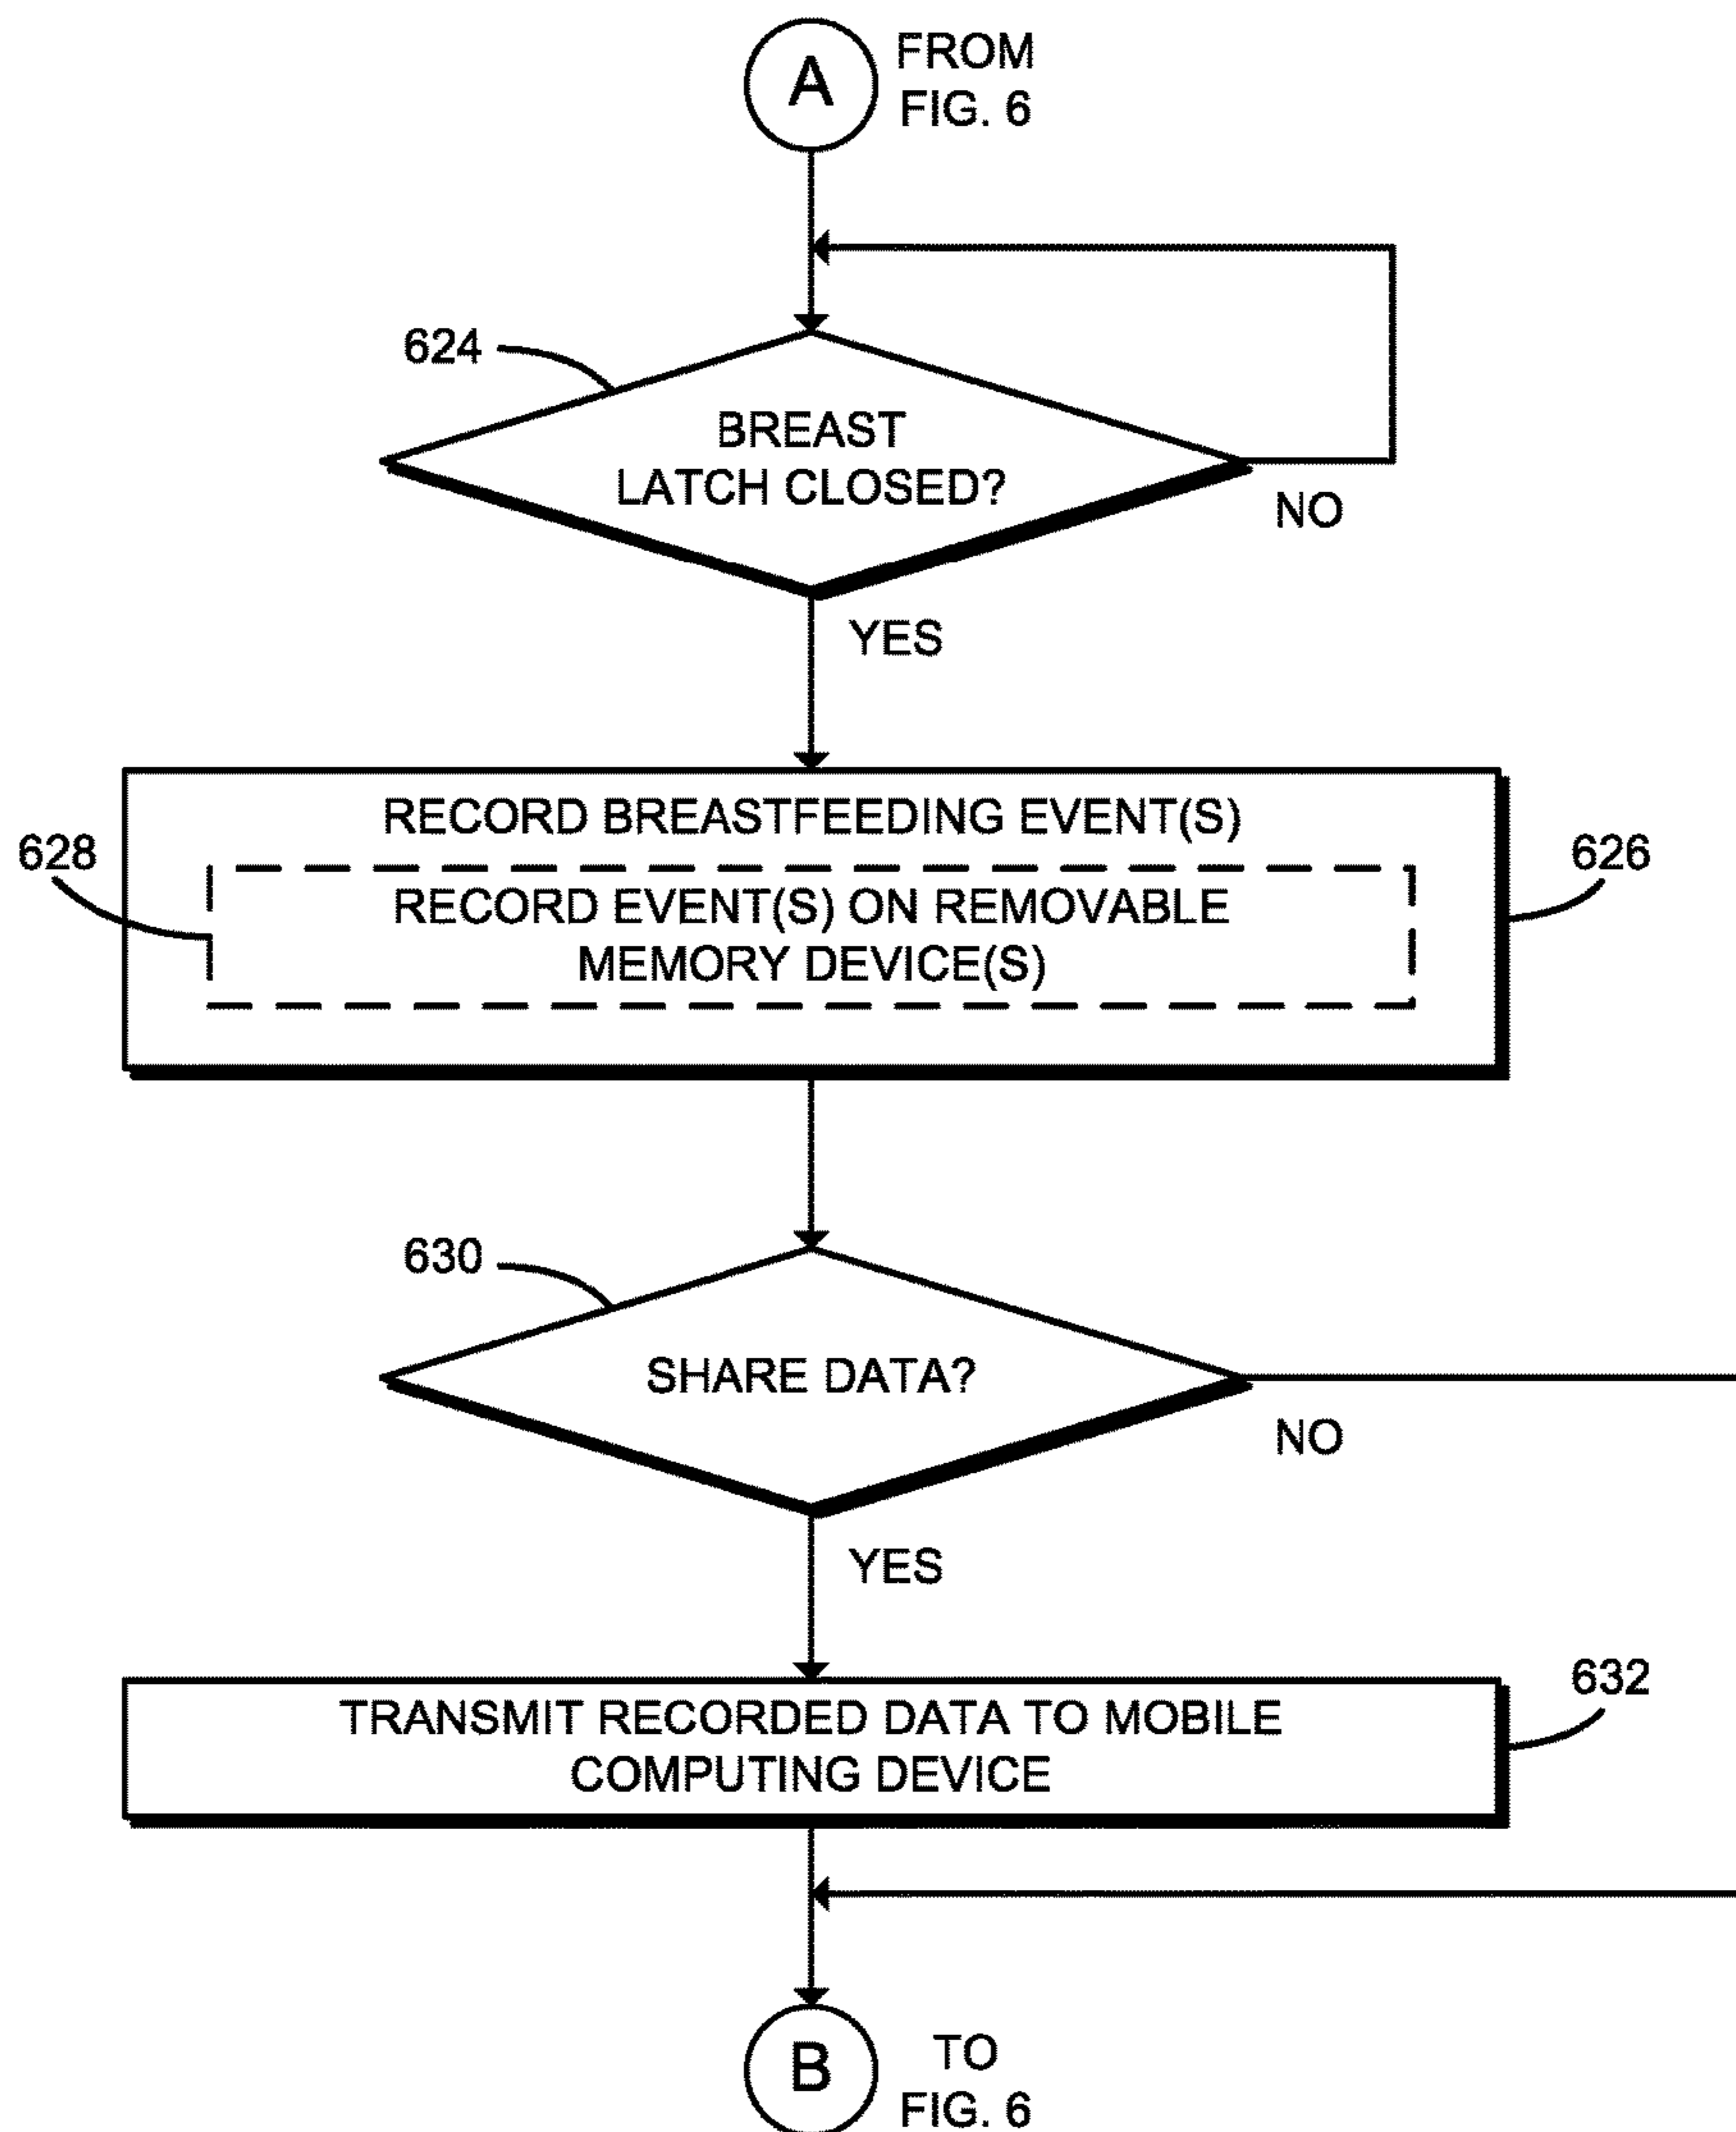 A
FROM
FIG. 6
624
BREAST
LATCH CLOSED?
NO
YES
RECORD BREASTFEEDING EVENT(S)
628
626
RECORD EVENT(S) ON REMOVABLE
MEMORY DEVICE(S)
630
SHARE DATA?
NO
YES
632
TRANSMIT RECORDED DATA TO MOBILE
COMPUTING DEVICE
B
TO
FIG. 6